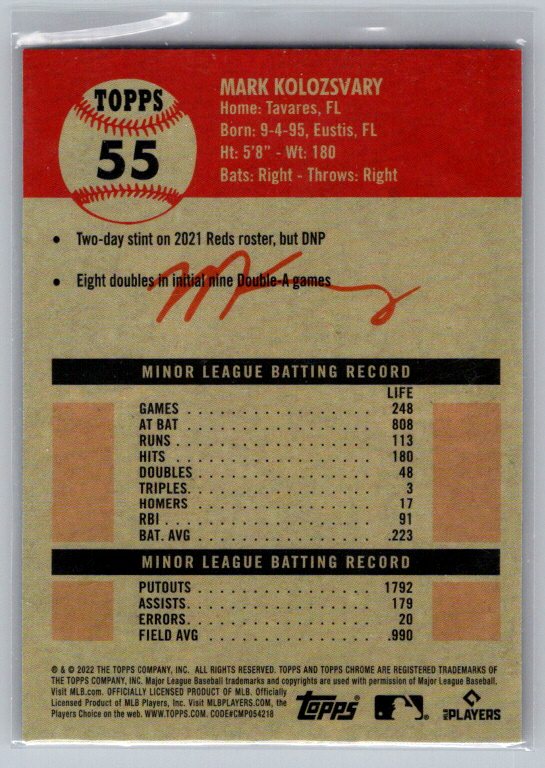 TOPPS
55
MARK KOLOZSVARY
Home: Tavares, FL
Born: 9-4-95, Eustis, FL
Ht: 5'8" - Wt: 180
Bats: Right - Throws: Right
• Two-day stint on 2021 Reds roster, but DNP
• Eight doubles in initial nine Double-A games
MINOR LEAGUE BATTING RECORD
LIFE
GAMES 248
AT BAT 808
RUNS 113
HITS 180
DOUBLES 48
TRIPLES 3
HOMERS 17
RBI 91
BAT. AVG .223
MINOR LEAGUE BATTING RECORD
PUTOUTS 1792
ASSISTS 179
ERRORS 20
FIELD AVG .990
® & © 2022 THE TOPPS COMPANY, INC. ALL RIGHTS RESERVED. TOPPS AND TOPPS CHROME ARE REGISTERED TRADEMARKS OF
THE TOPPS COMPANY, INC. Major League Baseball trademarks and copyrights are used with permission of Major League Baseball.
Visit MLB.com. OFFICIALLY LICENSED PRODUCT OF MLB. Officially
Licensed Product of MLB Players, Inc. Visit MLBPLAYERS.COM, the
Players Choice on the web. WWW.TOPPS.COM. CODE#CMP054218
Topps
MLB PLAYERS